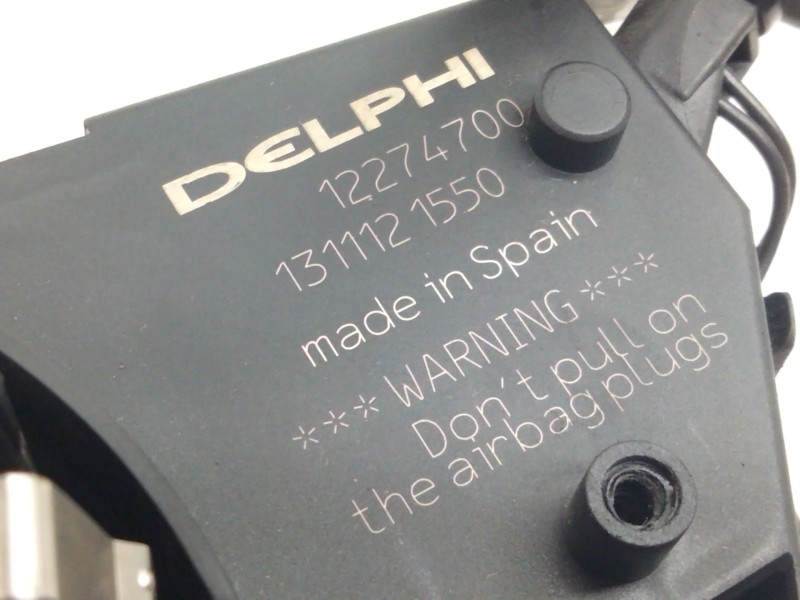 DELPHI
12274700
131112 1550
made in Spain
*** WARNING ***
Don't pull on
the airbag plugs